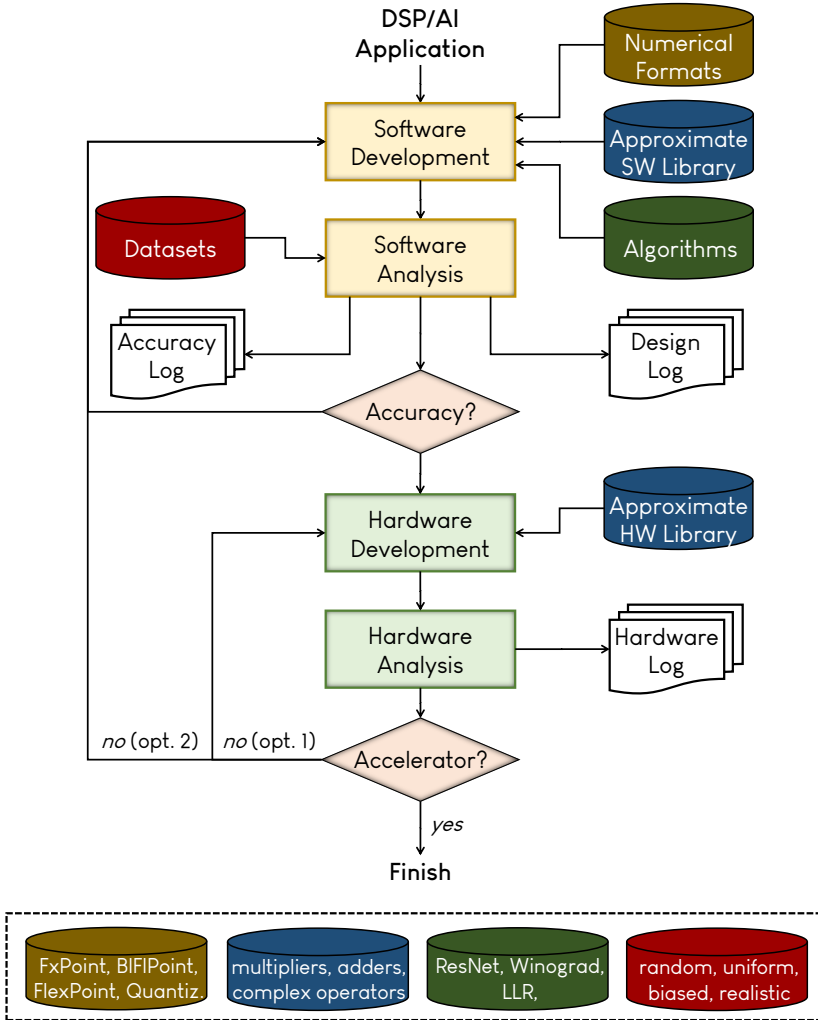 DSP/AI
Application
Numerical
Formats
Software
Development
Approximate
SW Library
Datasets
Software
Analysis
Algorithms
Accuracy
Log
Design
Log
Accuracy?
Hardware
Development
Approximate
HW Library
Hardware
Analysis
Hardware
Log
no (opt. 2)
no (opt. 1)
Accelerator?
yes
Finish
FxPoint, BlFlPoint,
FlexPoint, Quantiz.
multipliers, adders,
complex operators
ResNet, Winograd,
LLR,
random, uniform,
biased, realistic